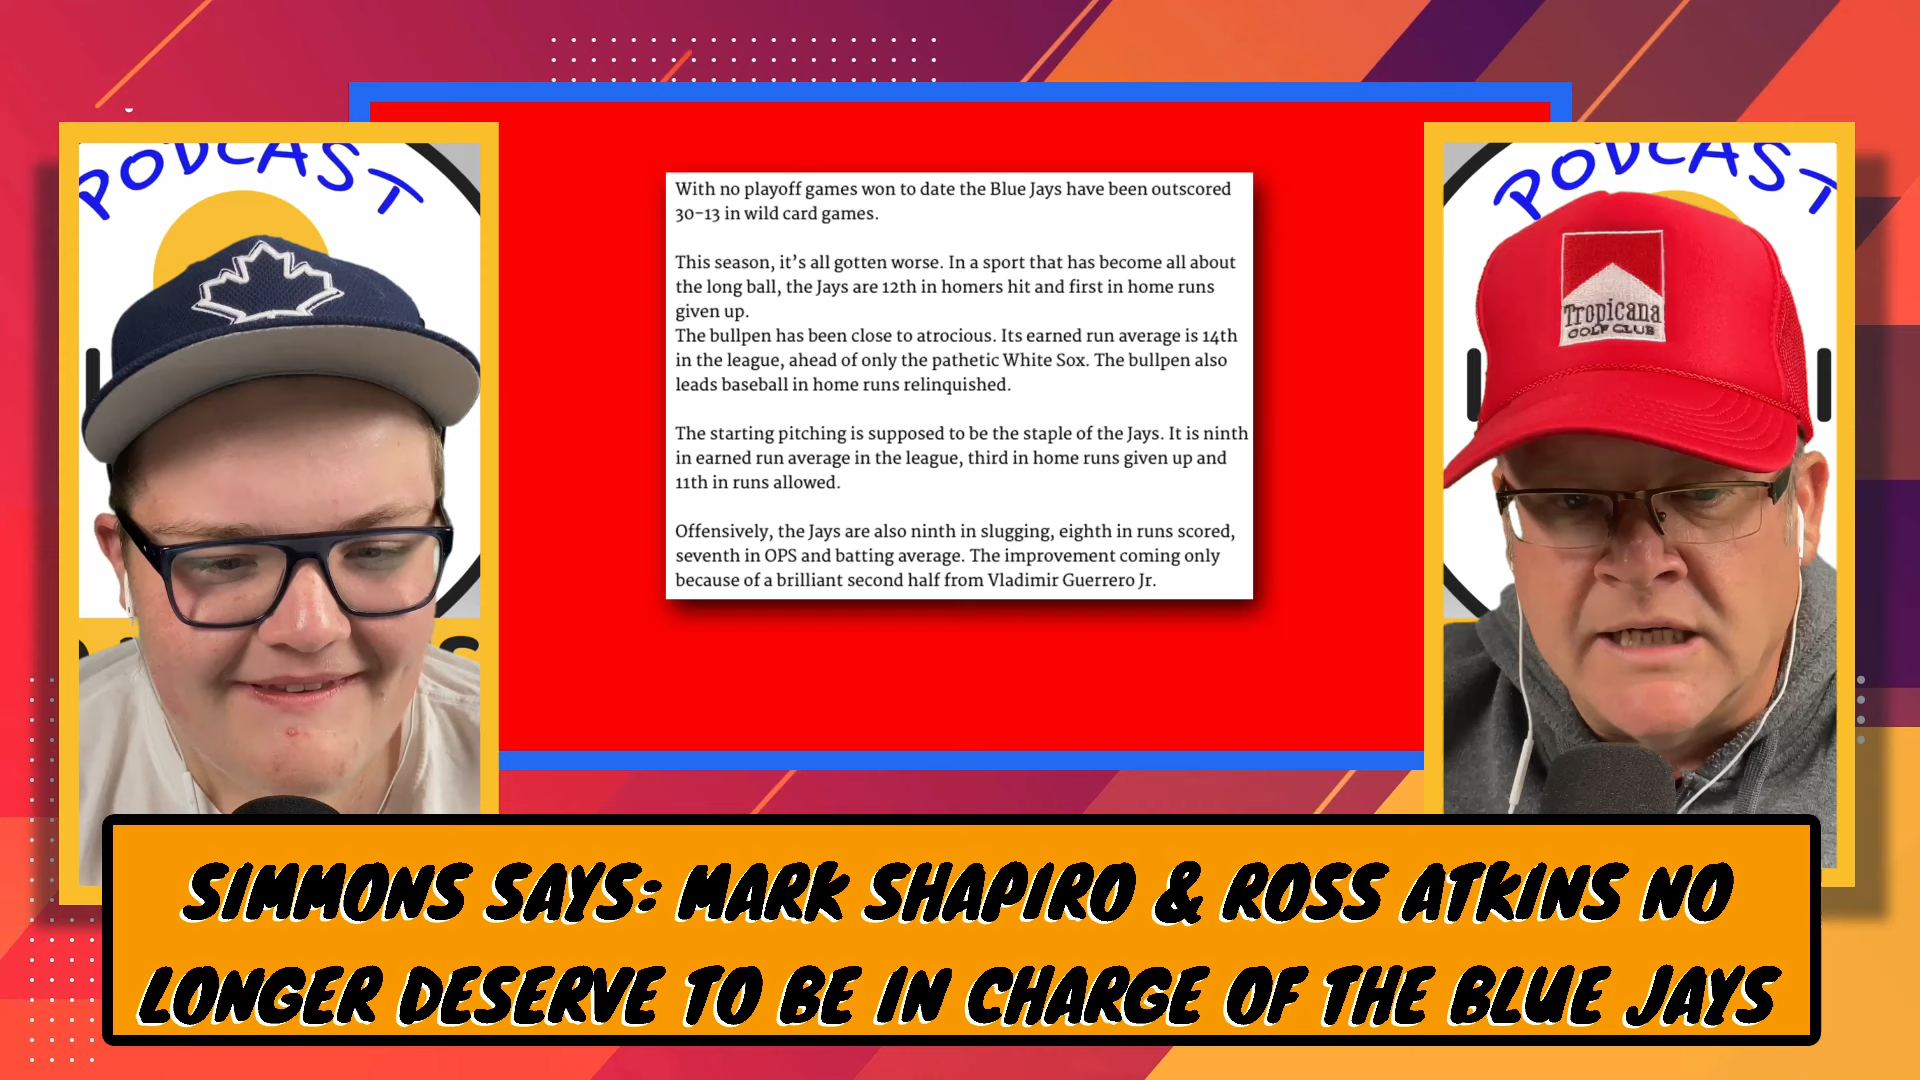 PODCAST
PODCAST
Tropicana
GOLF CLUB
With no playoff games won to date the Blue Jays have been outscored
30-13 in wild card games.
This season, it's all gotten worse. In a sport that has become all about
the long ball, the Jays are 12th in homers hit and first in home runs
given up.
The bullpen has been close to atrocious. Its earned run average is 14th
in the league, ahead of only the pathetic White Sox. The bullpen also
leads baseball in home runs relinquished.
The starting pitching is supposed to be the staple of the Jays. It is ninth
in earned run average in the league, third in home runs given up and
11th in runs allowed.
Offensively, the Jays are also ninth in slugging, eighth in runs scored,
seventh in OPS and batting average. The improvement coming only
because of a brilliant second half from Vladimir Guerrero Jr.
SIMMONS SAYS: MARK SHAPIRO & ROSS ATKINS NO
LONGER DESERVE TO BE IN CHARGE OF THE BLUE JAYS